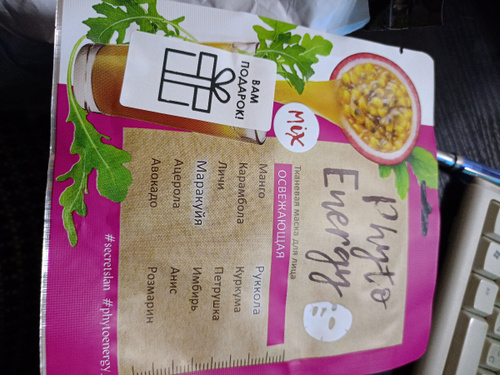 ВАМ
ПОДАРОК!
MIX
Phyto
Energy
Тканевая маска для лица
ОСВЕЖАЮЩАЯ
Манго
Карамбола
Личи
Маракуйя
Ацерола
Авокадо
Руккола
Куркума
Петрушка
Имбирь
Анис
Розмарин
#secretslan #phytoenergy